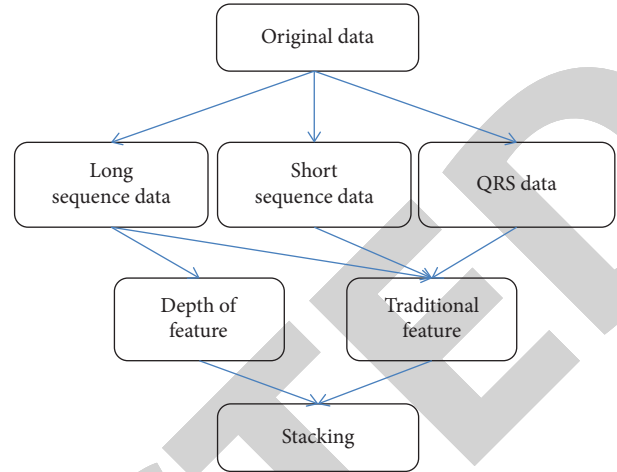 Original data
Long
sequence data
Short
sequence data
QRS data
Depth of
feature
Traditional
feature
Stacking